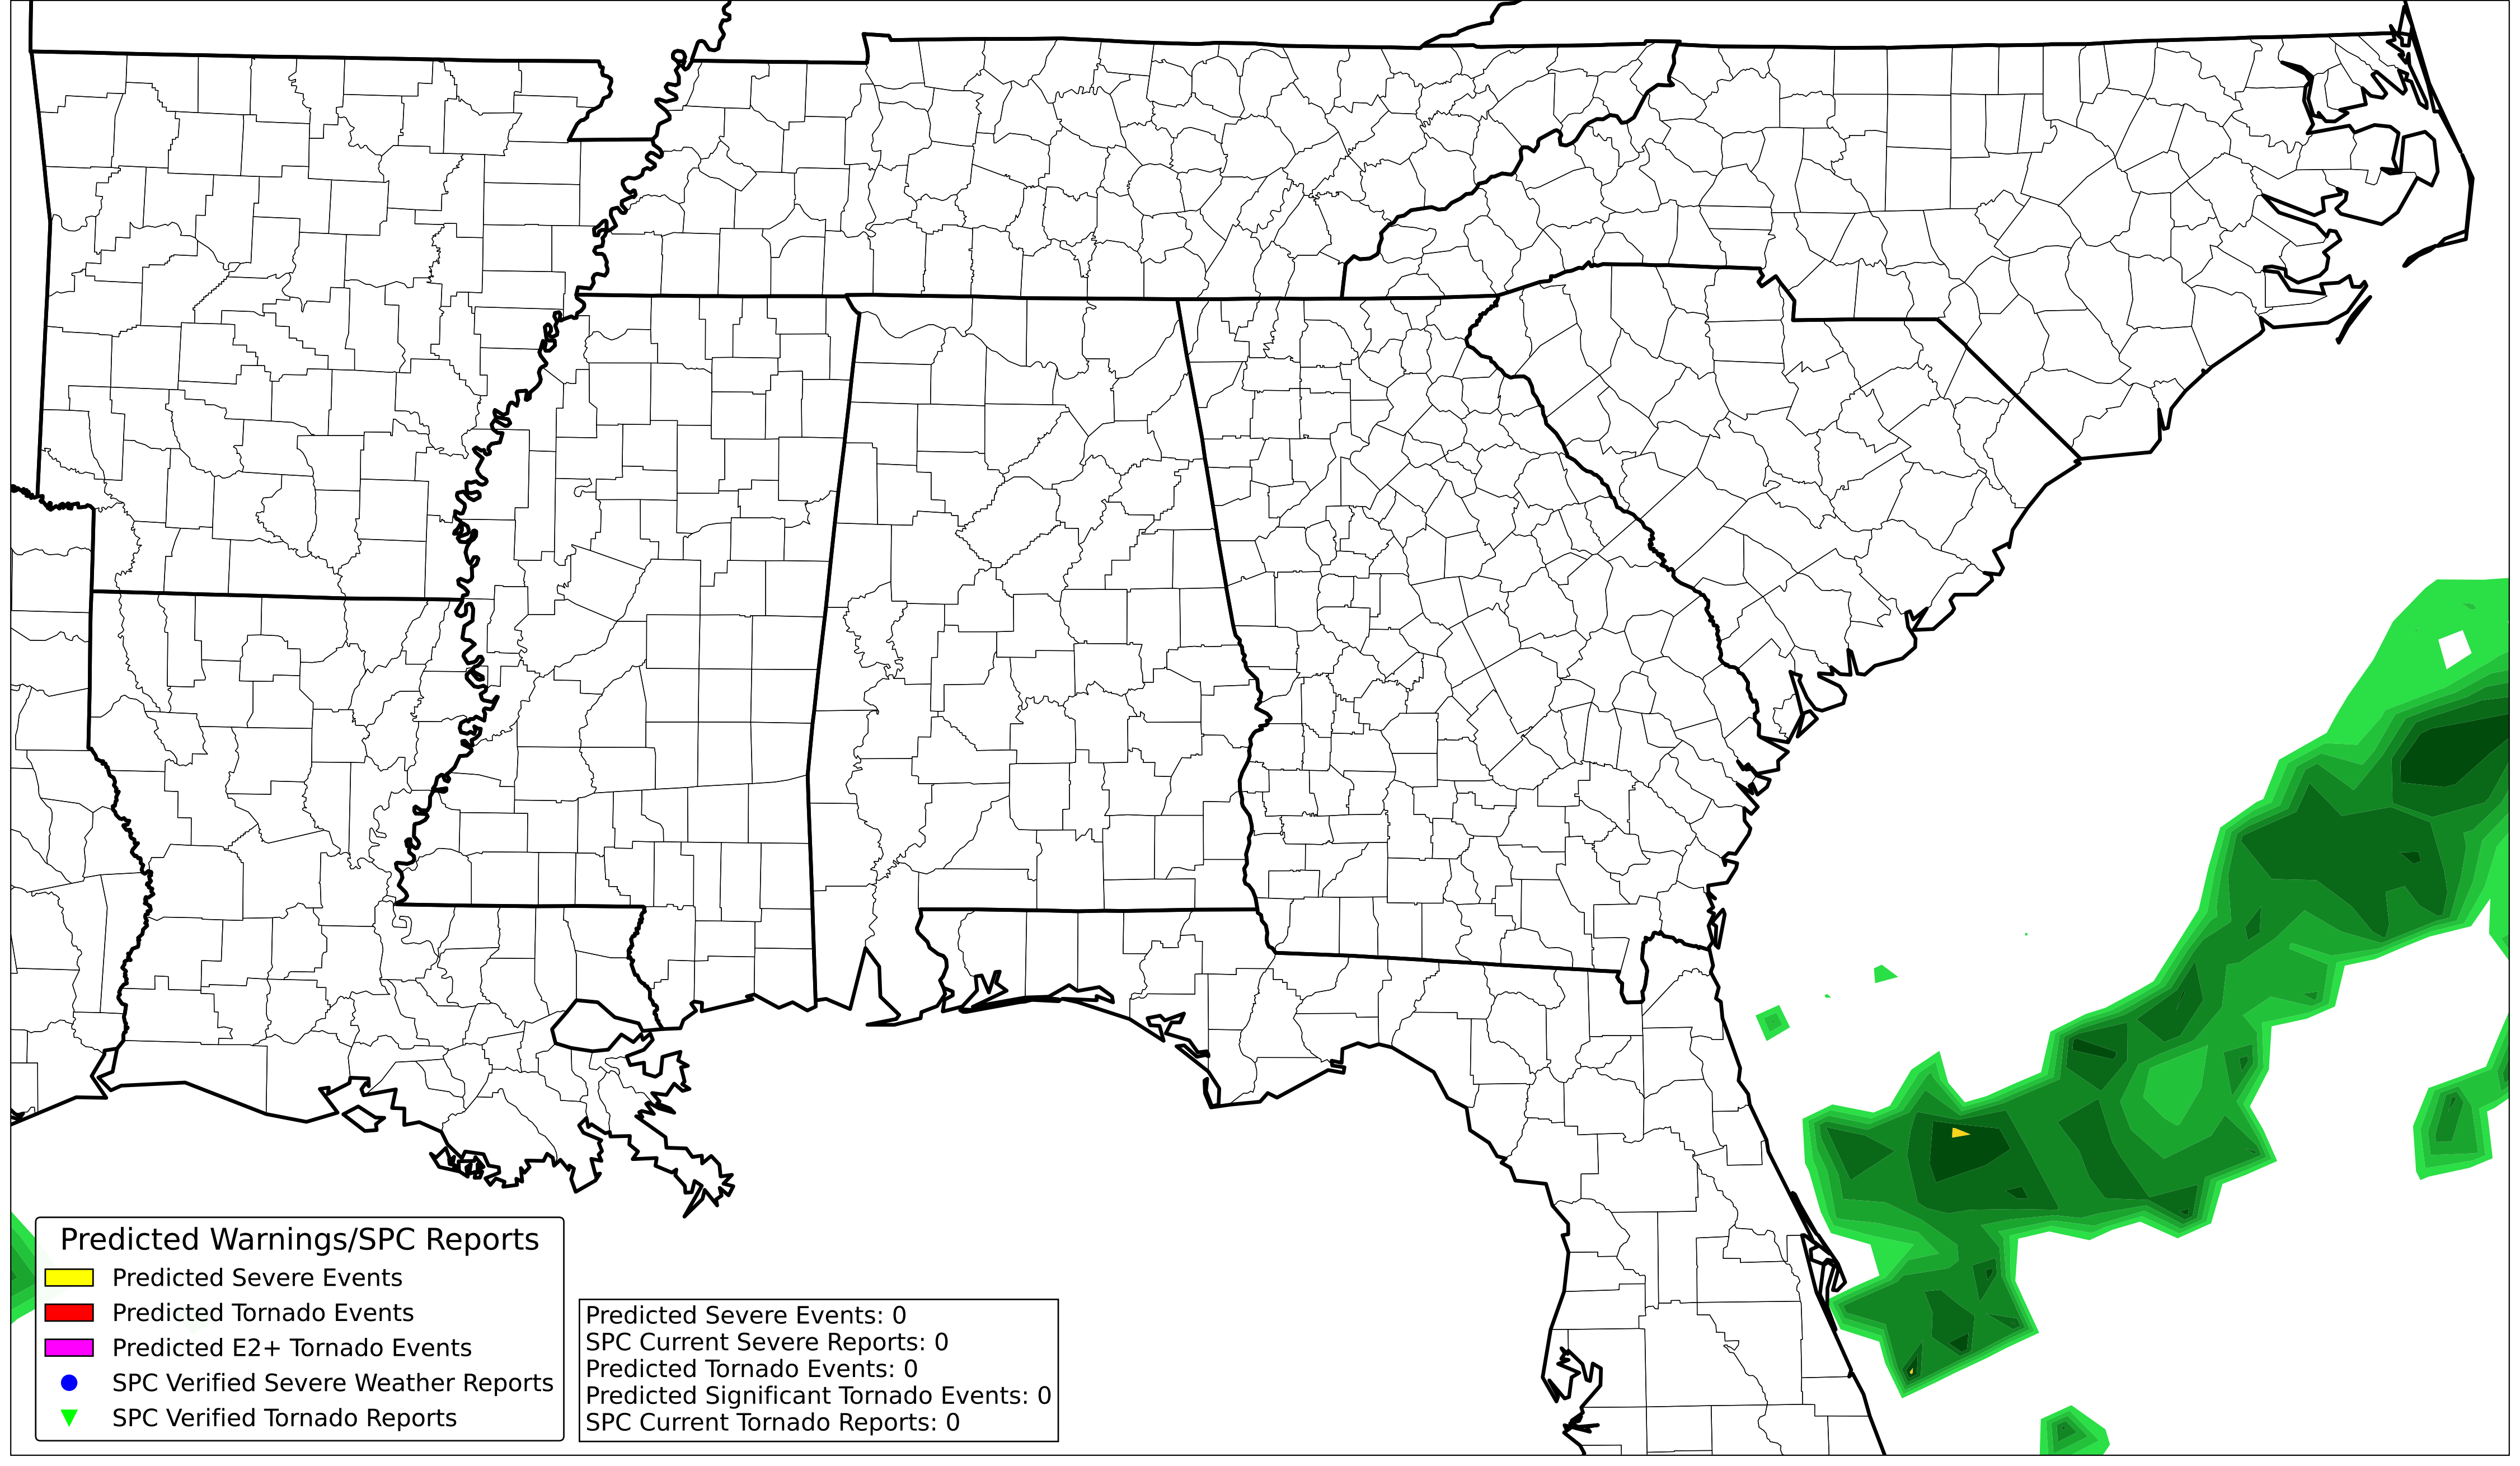 Predicted Warnings/SPC Reports
Predicted Severe Events
Predicted Tornado Events
Predicted E2+ Tornado Events
SPC Verified Severe Weather Reports
SPC Verified Tornado Reports
Predicted Severe Events: 0
SPC Current Severe Reports: 0
Predicted Tornado Events: 0
Predicted Significant Tornado Events: 0
SPC Current Tornado Reports: 0